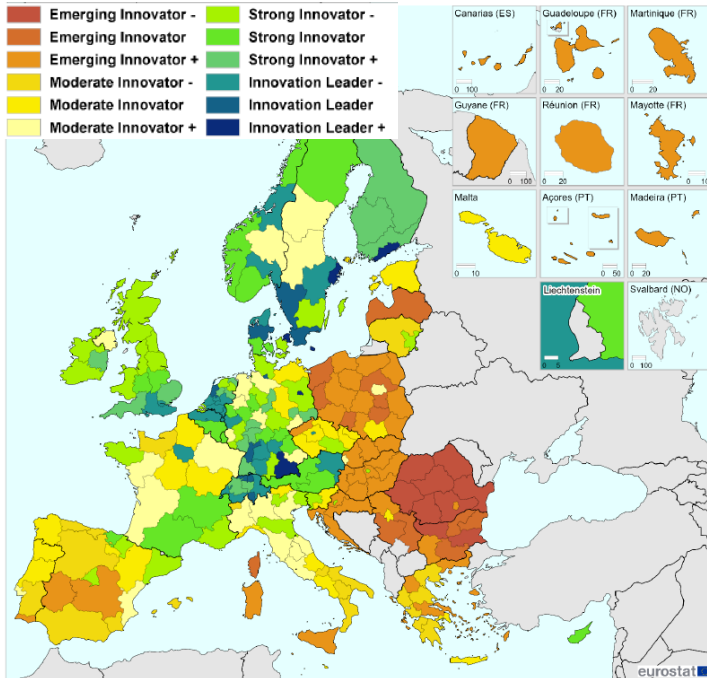 Emerging Innovator -
Emerging Innovator
Emerging Innovator +
Moderate Innovator -
Moderate Innovator
Moderate Innovator +
Strong Innovator -
Strong Innovator
Strong Innovator +
Innovation Leader -
Innovation Leader
Innovation Leader +
Canarias (ES)
0 100
Guadeloupe (FR)
0 20
Martinique (FR)
0 20
Guyane (FR)
0 100
Réunion (FR)
0 20
Mayotte (FR)
0 10
Malta
0 10
Açores (PT)
0 50
Madeira (PT)
0 20
Liechtenstein
Svalbard (NO)
0 100
eurostat